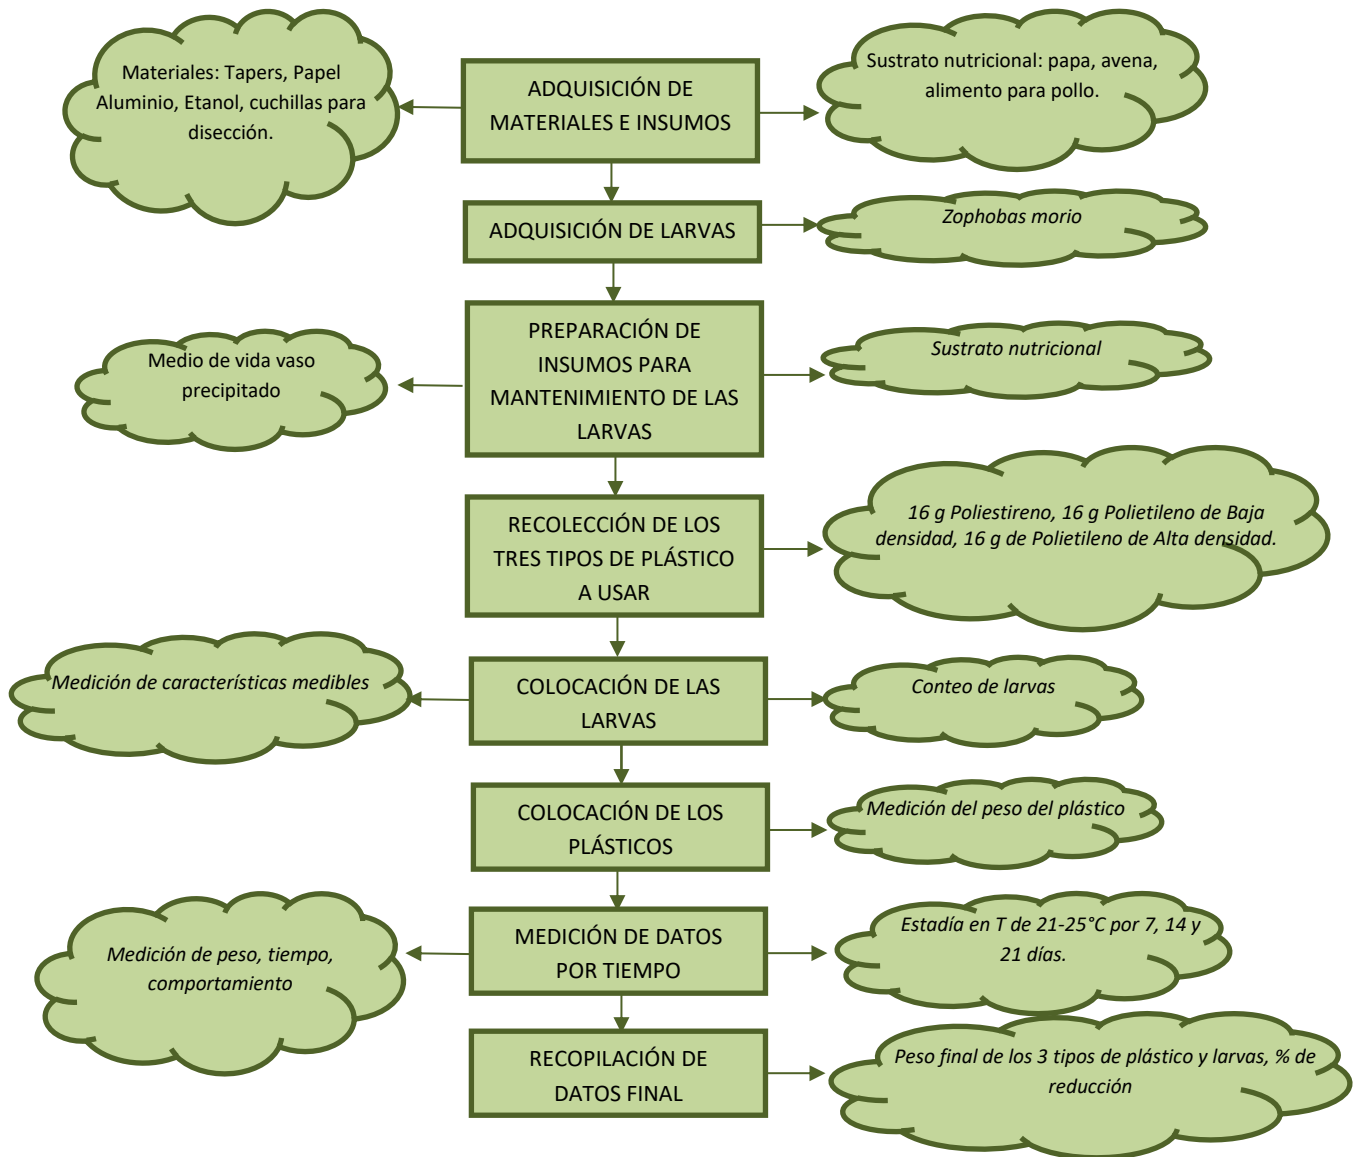 Materiales: Tapers, Papel
Aluminio, Etanol, cuchillas para
disección.
ADQUISICIÓN DE
MATERIALES E INSUMOS
Sustrato nutricional: papa, avena,
alimento para pollo.
ADQUISICIÓN DE LARVAS
Zophobas morio
Medio de vida vaso
precipitado
PREPARACIÓN DE
INSUMOS PARA
MANTENIMIENTO DE LAS
LARVAS
Sustrato nutricional
RECOLECCIÓN DE LOS
TRES TIPOS DE PLÁSTICO
A USAR
16 g Poliestireno, 16 g Polietileno de Baja
densidad, 16 g de Polietileno de Alta densidad.
Medición de características medibles
COLOCACIÓN DE LAS
LARVAS
Conteo de larvas
COLOCACIÓN DE LOS
PLÁSTICOS
Medición del peso del plástico
Medición de peso, tiempo,
comportamiento
MEDICIÓN DE DATOS
POR TIEMPO
Estadía en T de 21-25°C por 7, 14 y
21 días.
RECOPILACIÓN DE
DATOS FINAL
Peso final de los 3 tipos de plástico y larvas, % de
reducción